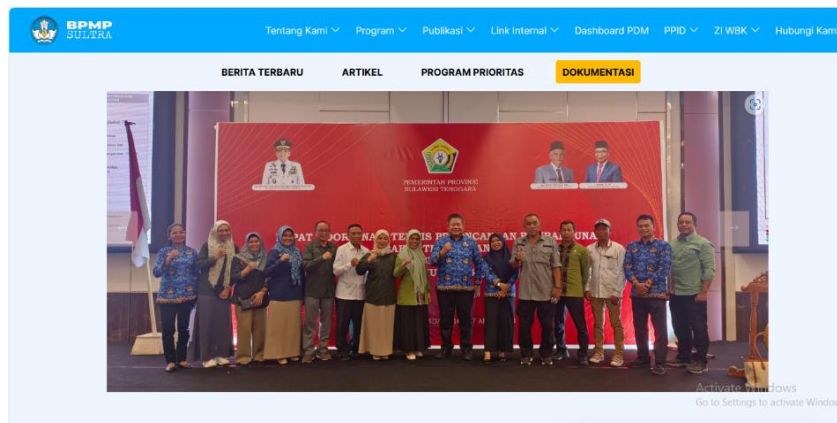 BPMP
SULTRA
Tentang Kami
Program
Publikasi
Link Internal
Dashboard PDM
PPID
ZI WBK
Hubungi Kami
BERITA TERBARU
ARTIKEL
PROGRAM PRIORITAS
DOKUMENTASI
PEMERINTAH PROVINSI
SULAWESI TENGGARA
Activate Windows
Go to Settings to activate Window